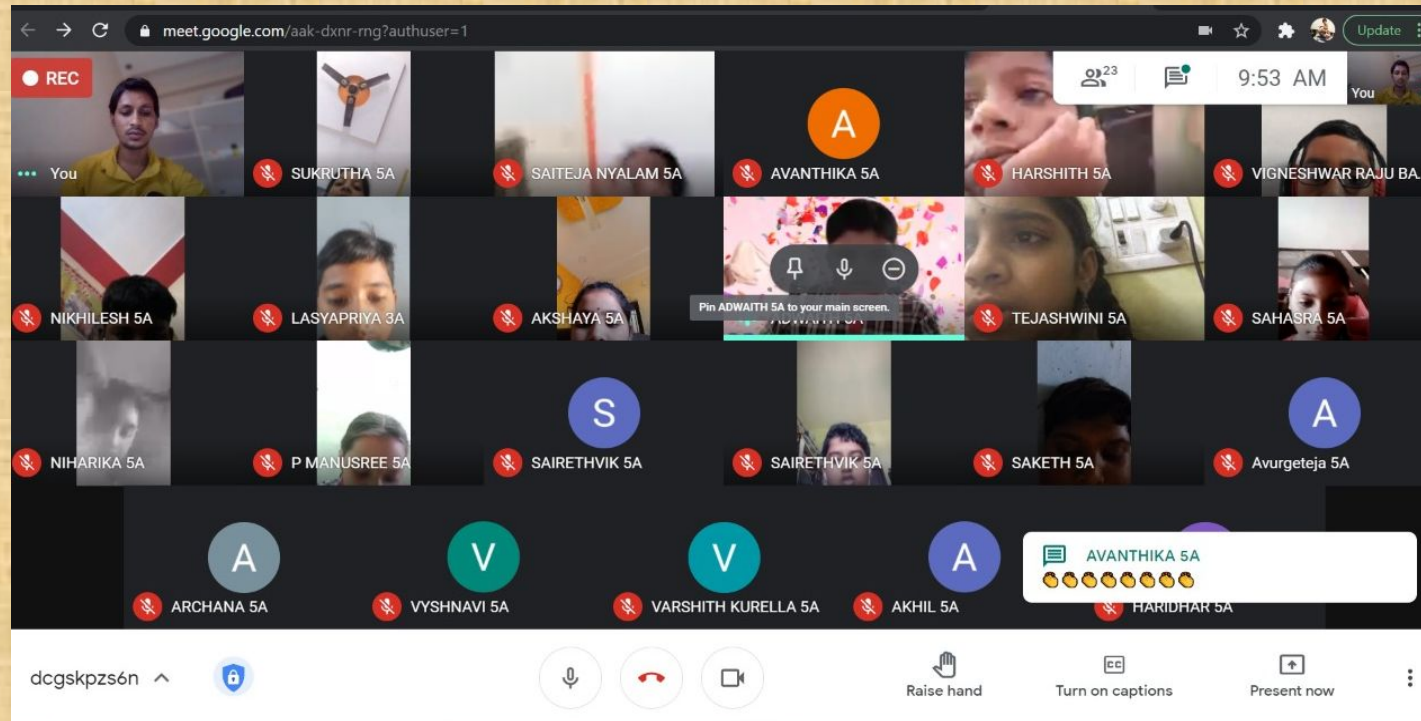 meet.google.com/aak-dxnr-rng?authuser=1
Update
REC
23
9:53 AM
You
You
SUKRUTHA 5A
SAITEJA NYALAM 5A
A
AVANTHIKA 5A
HARSHITH 5A
VIGNESHWAR RAJU BA.
NIKHILESH 5A
LASYAPRIYA 3A
AKSHAYA 5A
Pin ADWAITH 5A to your main screen.
ADWAITH 5A
TEJASHWINI 5A
SAHASRA 5A
NIHARIKA 5A
P MANUSREE 5A
S
SAIRETHVIK 5A
SAIRETHVIK 5A
SAKETH 5A
A
Avurgeteja 5A
A
ARCHANA 5A
V
VYSHNAVI 5A
V
VARSHITH KURELLA 5A
A
AKHIL 5A
AVANTHIKA 5A
👏👏👏👏👏👏👏👏
HARIDHAR 5A
dcgskpzs6n
Raise hand
CC
Turn on captions
Present now